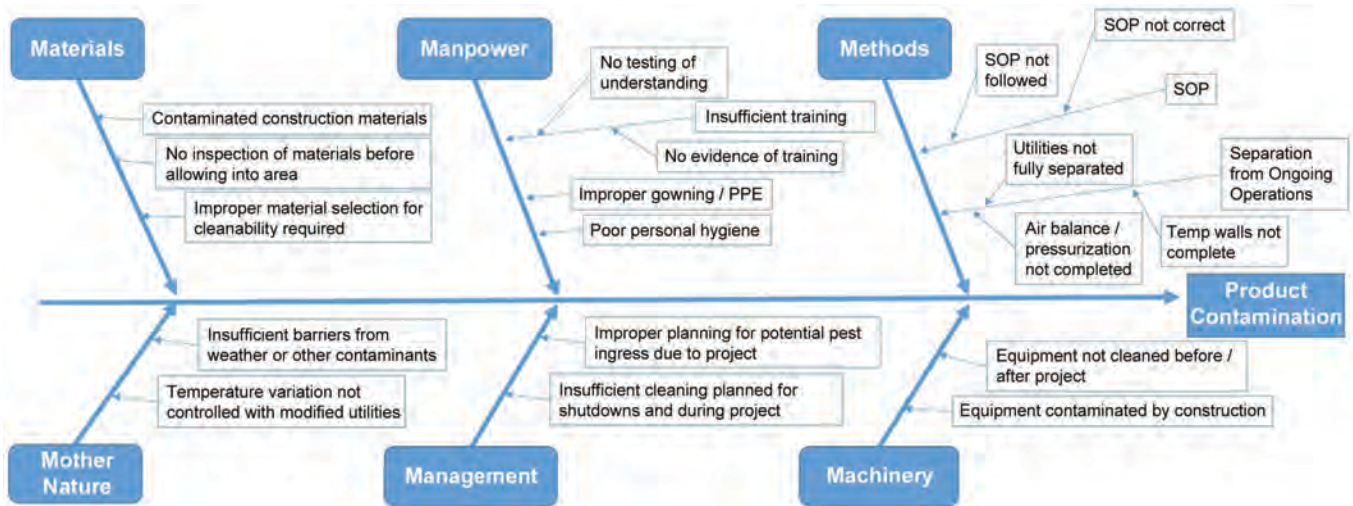 Materials
Manpower
Methods
SOP not correct
No testing of
understanding
SOP not
followed
SOP
Contaminated construction materials
Insufficient training
No inspection of materials before
allowing into area
No evidence of training
Utilities not
fully separated
Separation
from Ongoing
Operations
Improper material selection for
cleanability required
Improper gowning / PPE
Poor personal hygiene
Air balance /
pressurization
not completed
Temp walls not
complete
Product
Contamination
Insufficient barriers from
weather or other contaminants
Improper planning for potential pest
ingress due to project
Equipment not cleaned before /
after project
Temperature variation not
controlled with modified utilities
Insufficient cleaning planned for
shutdowns and during project
Equipment contaminated by construction
Mother
Nature
Management
Machinery